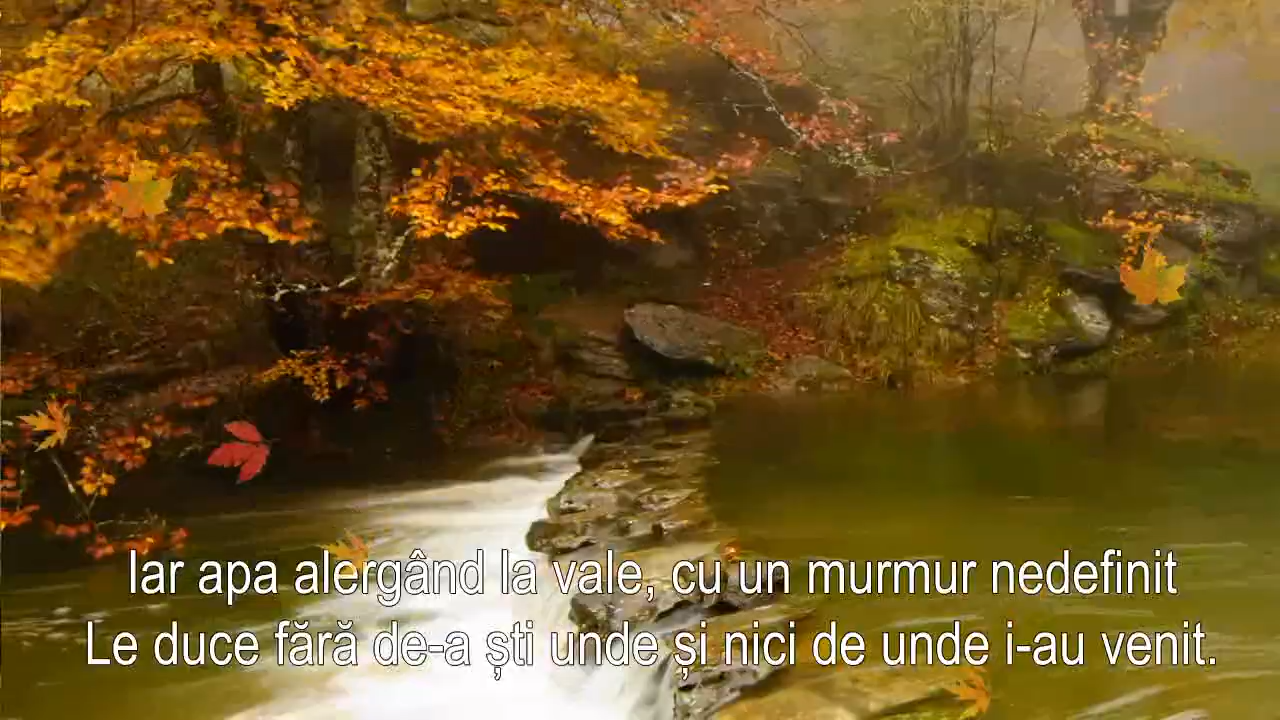 Iar apa alergând la vale, cu un murmur nedefinit
Le duce fără de-a ști unde și nici de unde i-au venit.